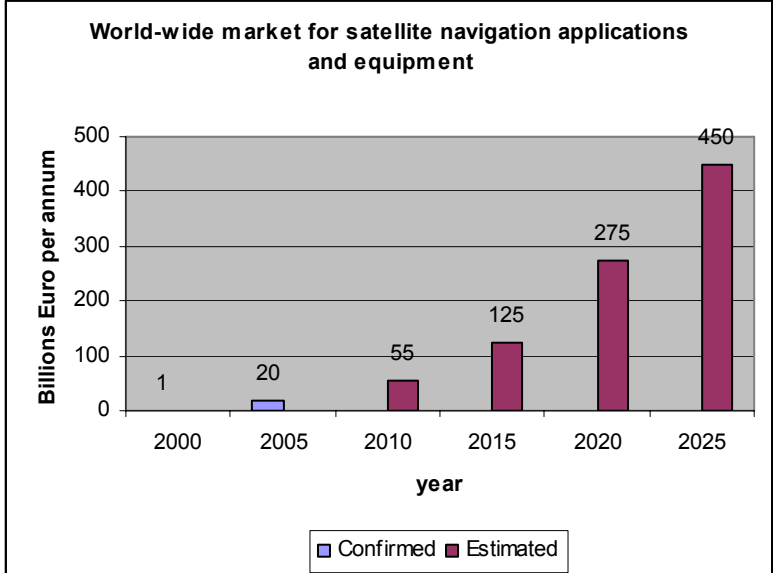 World-wide market for satellite navigation applications
and equipment
Billions Euro per annum
500
400
300
200
100
0
1
20
55
125
275
450
2000 2005 2010 2015 2020 2025
year
Confirmed Estimated